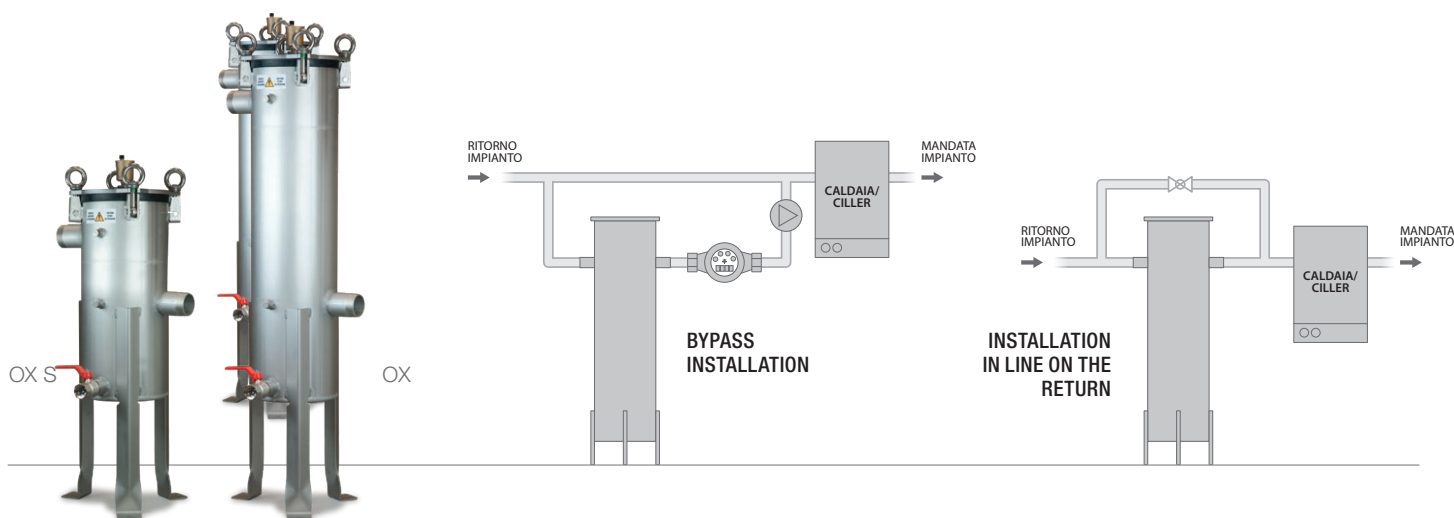 OX S
OX
RITORNO
IMPIANTO
CALDAIA/
CILLER
MANDATA
IMPIANTO
BYPASS
INSTALLATION
RITORNO
IMPIANTO
CALDAIA/
CILLER
MANDATA
IMPIANTO
INSTALLATION
IN LINE ON THE
RETURN